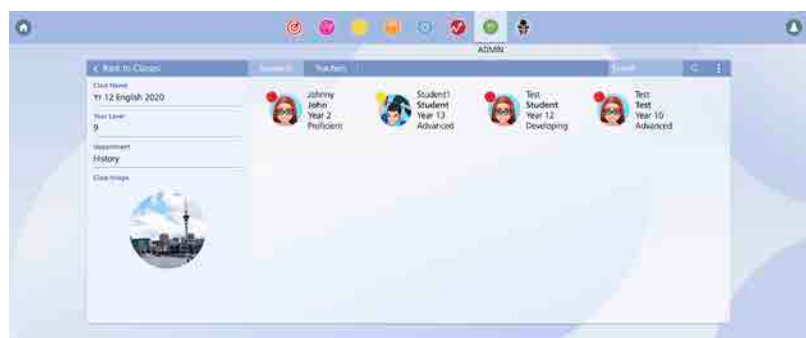 ADMIN
< Back to Classes
Students
Teachers
Class Name
Yr 12 English 2020
Year Level
9
Department
History
Class Image
Johnny
John
Year 2
Proficient
Student1
Student
Year 13
Advanced
Test
Student
Year 12
Developing
Test
Test
Year 10
Advanced